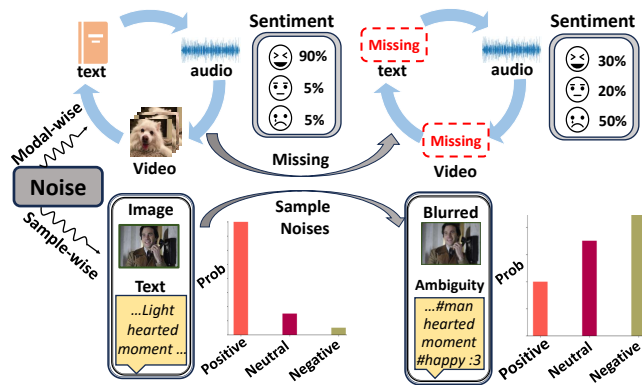 Sentiment
Sentiment
text
audio
90%
5%
5%
Missing
text
audio
30%
20%
50%
Modal-wise
Video
Missing
Missing
Video
Noise
Sample-wise
Image
Sample
Noises
Blurred
Text
...Light
hearted
moment ...
Prob
Positive
Neutral
Negative
Ambiguity
...#man
hearted
moment
#happy :3
Prob
Positive
Neutral
Negative